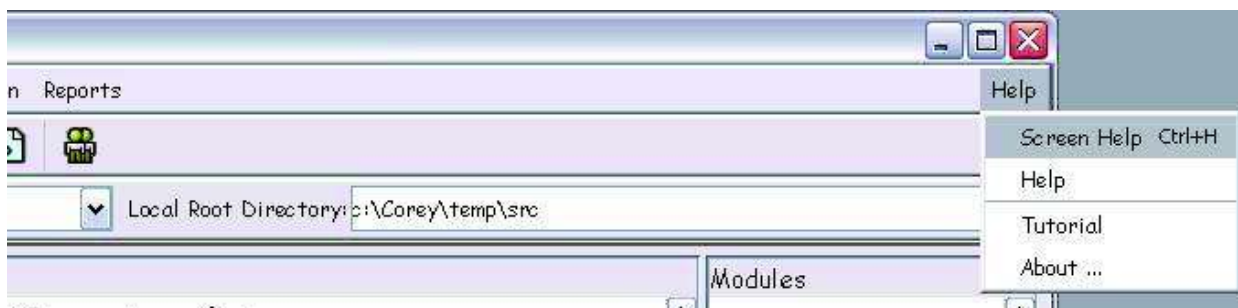 n Reports Help
Screen Help Ctrl+H
Help
Local Root Directory: c:\Corey\temp\src
Tutorial
About ...
Modules